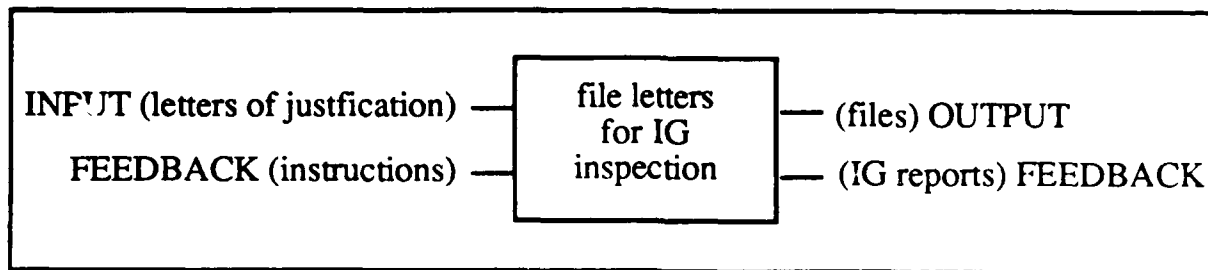 INPUT (letters of justfication)
FEEDBACK (instructions)
file letters
for IG
inspection
(files) OUTPUT
(IG reports) FEEDBACK